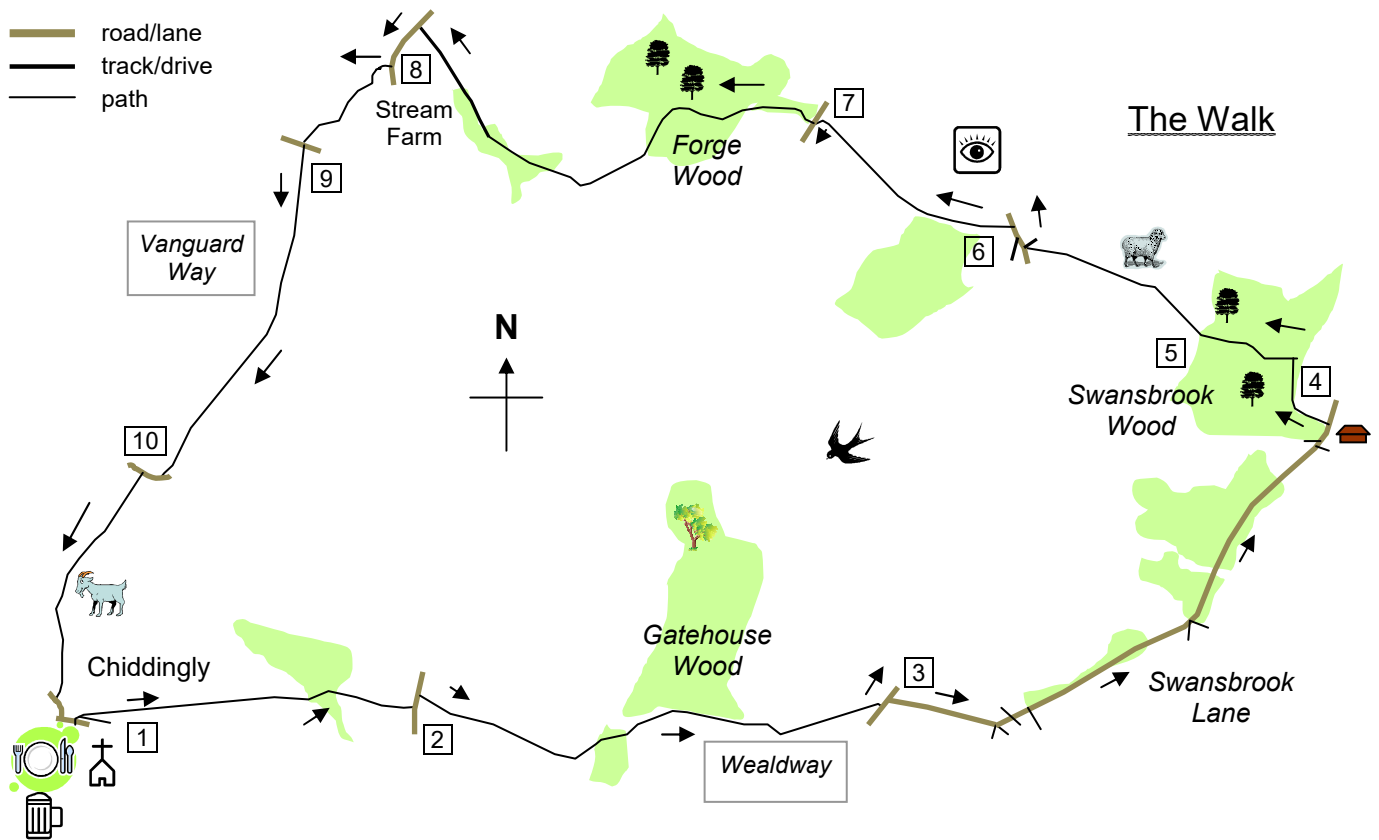 road/lane
track/drive
path
The Walk
8
Stream
Farm
7
Forge
Wood
9
Vanguard
Way
6
5
4
Swansbrook
Wood
N
10
Gatehouse
Wood
Chiddingly
3
Swansbrook
Lane
1
2
Wealdway